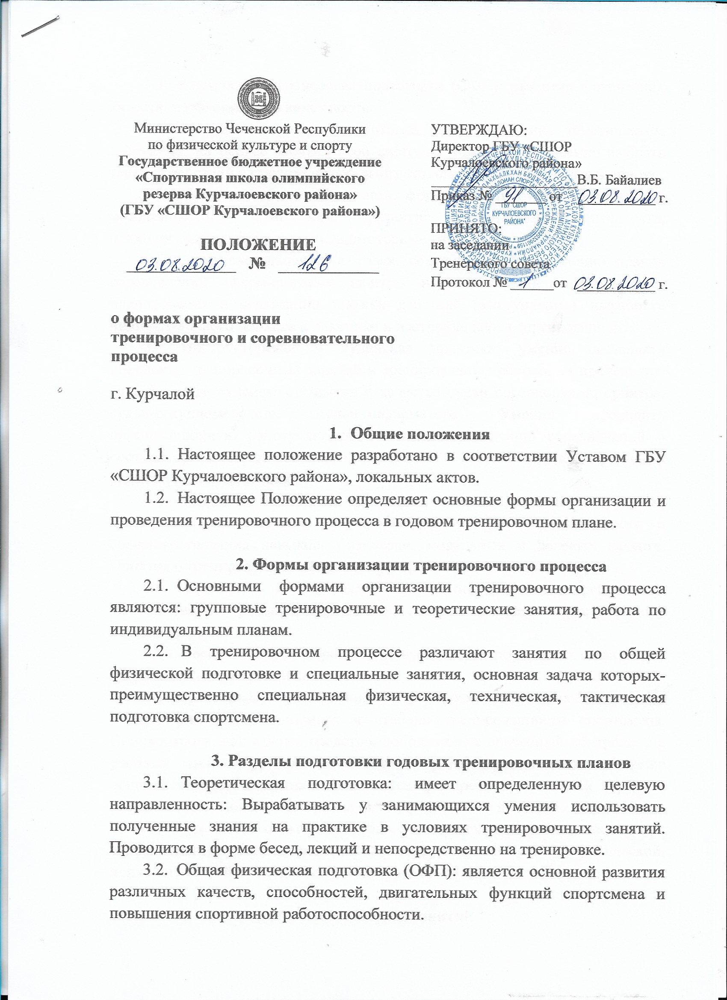 Министерство Чеченской Республики
по физической культуре и спорту
Государственное бюджетное учреждение
«Спортивная школа олимпийского
резерва Курчалоевского района»
(ГБУ «СШОР Курчалоевского района»)
ПОЛОЖЕНИЕ
03.08.2020 № 126
УТВЕРЖДАЮ:
Директор ГБУ «СШОР
Курчалоевского района»
В.Б. Байалиев
Приказ № 91 от 03.08.2020 г.
ГБУ "СШОР
КУРЧАЛОЕВСКОГО
РАЙОНА"
ПРИНЯТО:
на заседании
Тренерского совета
Протокол № 1 от 03.08.2020 г.
о формах организации
тренировочного и соревновательного
процесса
г. Курчалой
1. Общие положения
1.1. Настоящее положение разработано в соответствии Уставом ГБУ
«СШОР Курчалоевского района», локальных актов.
1.2. Настоящее Положение определяет основные формы организации и
проведения тренировочного процесса в годовом тренировочном плане.
2. Формы организации тренировочного процесса
2.1. Основными формами организации тренировочного процесса
являются: групповые тренировочные и теоретические занятия, работа по
индивидуальным планам.
2.2. В тренировочном процессе различают занятия по общей
физической подготовке и специальные занятия, основная задача которых-
преимущественно специальная физическая, техническая, тактическая
подготовка спортсмена.
3. Разделы подготовки годовых тренировочных планов
3.1. Теоретическая подготовка: имеет определенную целевую
направленность: Вырабатывать у занимающихся умения использовать
полученные знания на практике в условиях тренировочных занятий.
Проводится в форме бесед, лекций и непосредственно на тренировке.
3.2. Общая физическая подготовка (ОФП): является основной развития
различных качеств, способностей, двигательных функций спортсмена и
повышения спортивной работоспособности.